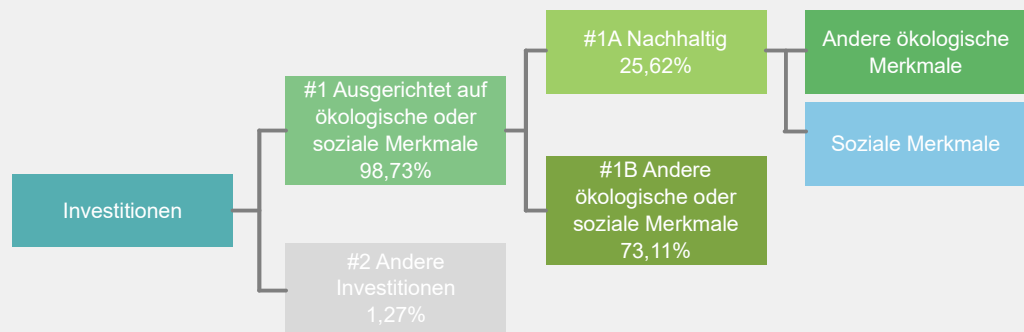 Investitionen
#1 Ausgerichtet auf
ökologische oder
soziale Merkmale
98,73%
#2 Andere
Investitionen
1,27%
#1A Nachhaltig
25,62%
#1B Andere
ökologische oder
soziale Merkmale
73,11%
Andere ökologische
Merkmale
Soziale Merkmale